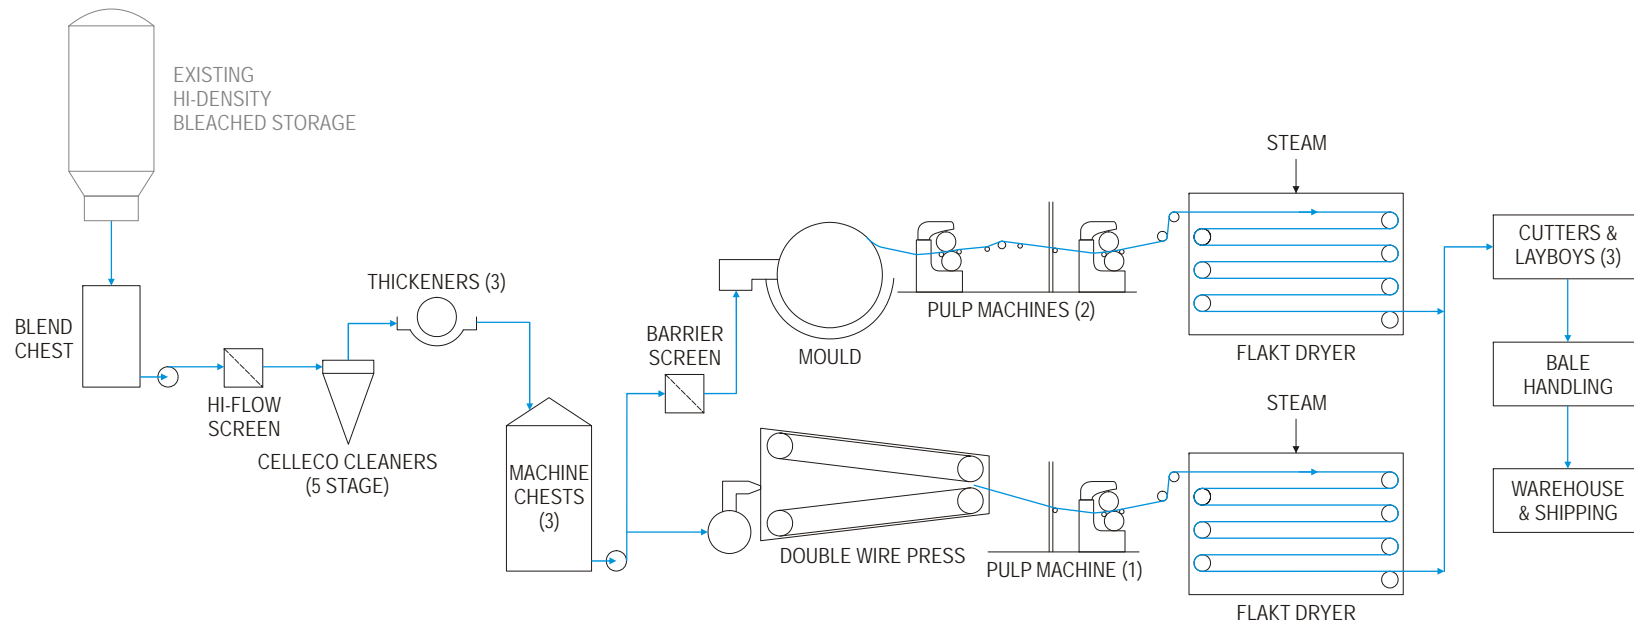 EXISTING
HI-DENSITY
BLEACHED STORAGE
BLEND
CHEST
HI-FLOW
SCREEN
CELLECO CLEANERS
(5 STAGE)
THICKENERS (3)
MACHINE
CHESTS
(3)
BARRIER
SCREEN
MOULD
PULP MACHINES (2)
STEAM
FLAKT DRYER
DOUBLE WIRE PRESS
PULP MACHINE (1)
STEAM
FLAKT DRYER
CUTTERS &
LAYBOYS (3)
BALE
HANDLING
WAREHOUSE
& SHIPPING